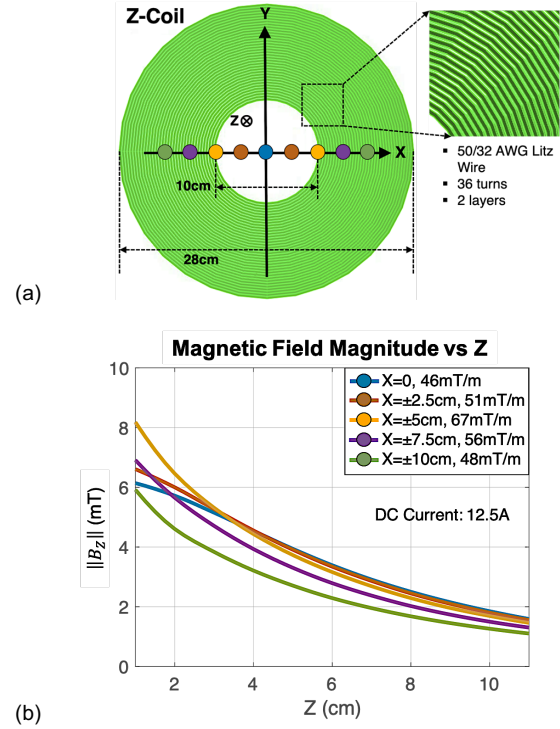 (a)
Z-Coil
Y
Z⊗
X
10cm
28cm
▪ 50/32 AWG Litz
Wire
▪ 36 turns
▪ 2 layers
(b)
Magnetic Field Magnitude vs Z
||B_Z|| (mT)
10
8
6
4
2
0
X=0, 46mT/m
X=±2.5cm, 51mT/m
X=±5cm, 67mT/m
X=±7.5cm, 56mT/m
X=±10cm, 48mT/m
DC Current: 12.5A
2 4 6 8 10
Z (cm)